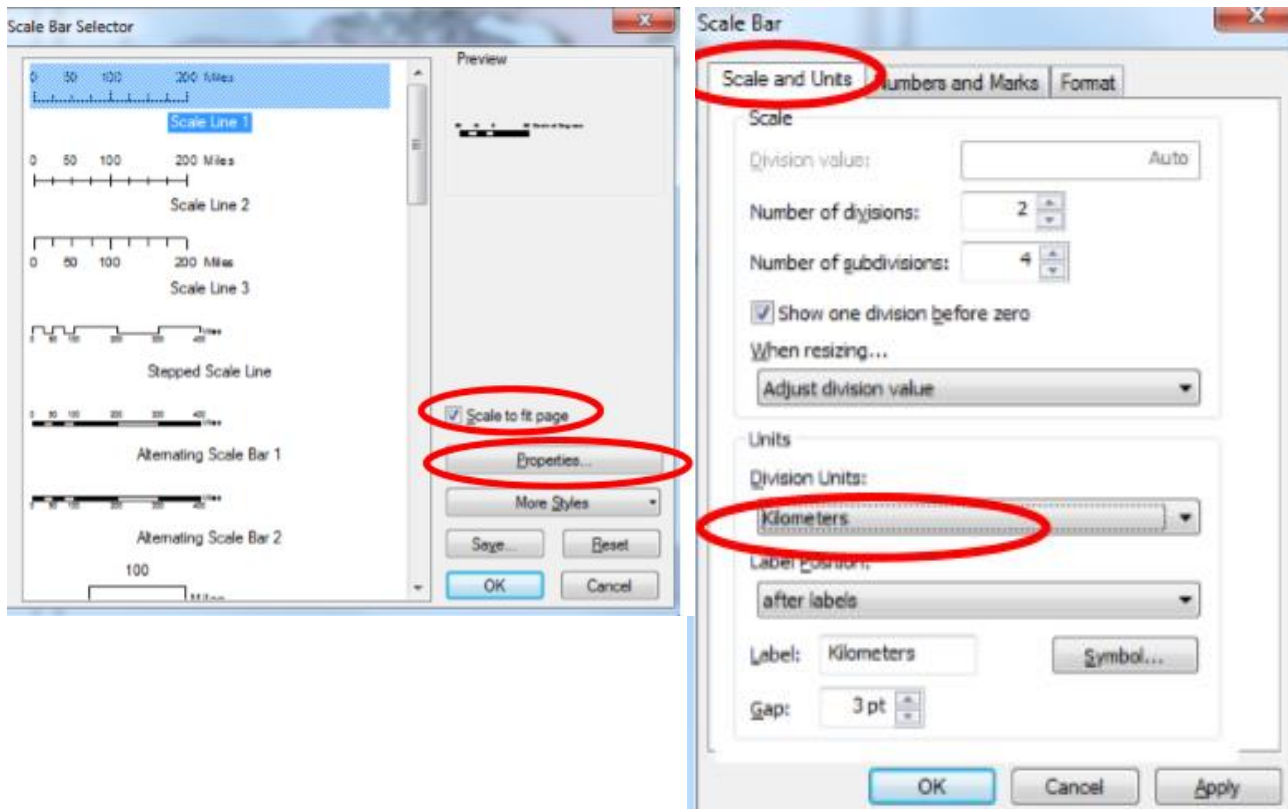 Scale Bar Selector
0 50 100 200 Miles
Scale Line 1
0 50 100 200 Miles
Scale Line 2
0 50 100 200 Miles
Scale Line 3
Stepped Scale Line
Alternating Scale Bar 1
Alternating Scale Bar 2
100
Preview
Scale to fit page
Properties...
More Styles
Save...
Reset
OK
Cancel
Scale Bar
Scale and Units
Numbers and Marks
Format
Scale
Division value:
Auto
Number of divisions:
2
Number of subdivisions:
4
Show one division before zero
When resizing...
Adjust division value
Units
Division Units:
Kilometers
Label Position:
after labels
Label:
Kilometers
Symbol...
Gap:
3 pt
OK
Cancel
Apply